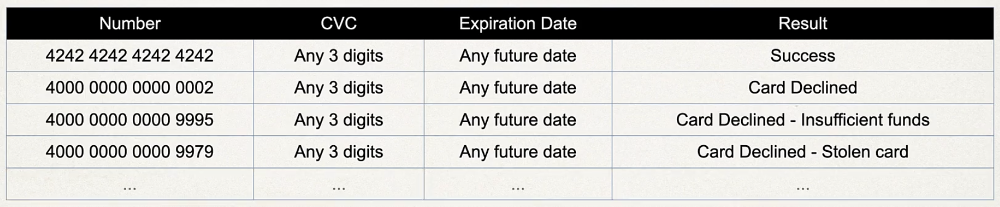 Number CVC Expiration Date Result
4242 4242 4242 4242 Any 3 digits Any future date Success
4000 0000 0000 0002 Any 3 digits Any future date Card Declined
4000 0000 0000 9995 Any 3 digits Any future date Card Declined - Insufficient funds
4000 0000 0000 9979 Any 3 digits Any future date Card Declined - Stolen card
... ... ... ...